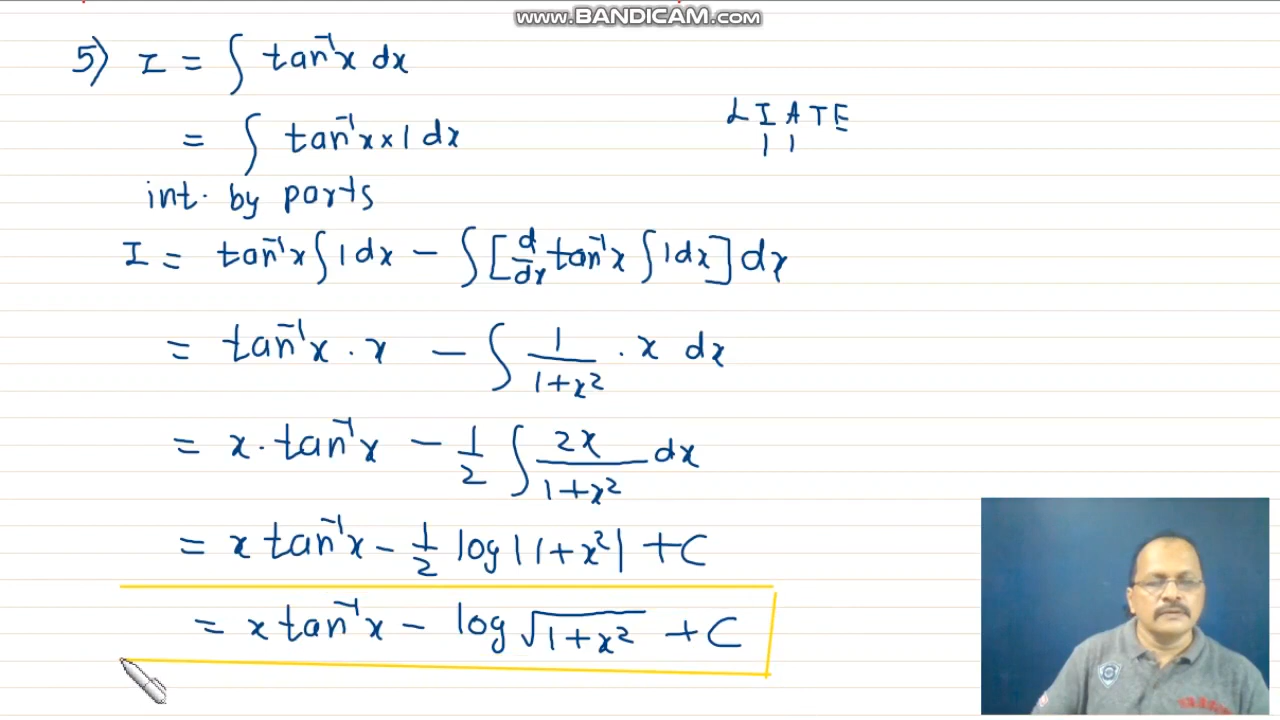 www.BANDICAM.com
5) I = ∫ tan⁻¹x dx
= ∫ tan⁻¹x × 1 dx
LIATE
int. by parts
I = tan⁻¹x ∫ 1 dx − ∫ [d/dx tan⁻¹x ∫ 1 dx] dx
= tan⁻¹x · x − ∫ 1/(1+x²) · x dx
= x · tan⁻¹x − 1/2 ∫ 2x/(1+x²) dx
= x tan⁻¹x − 1/2 log |1+x²| + C
= x tan⁻¹x − log √(1+x²) + C